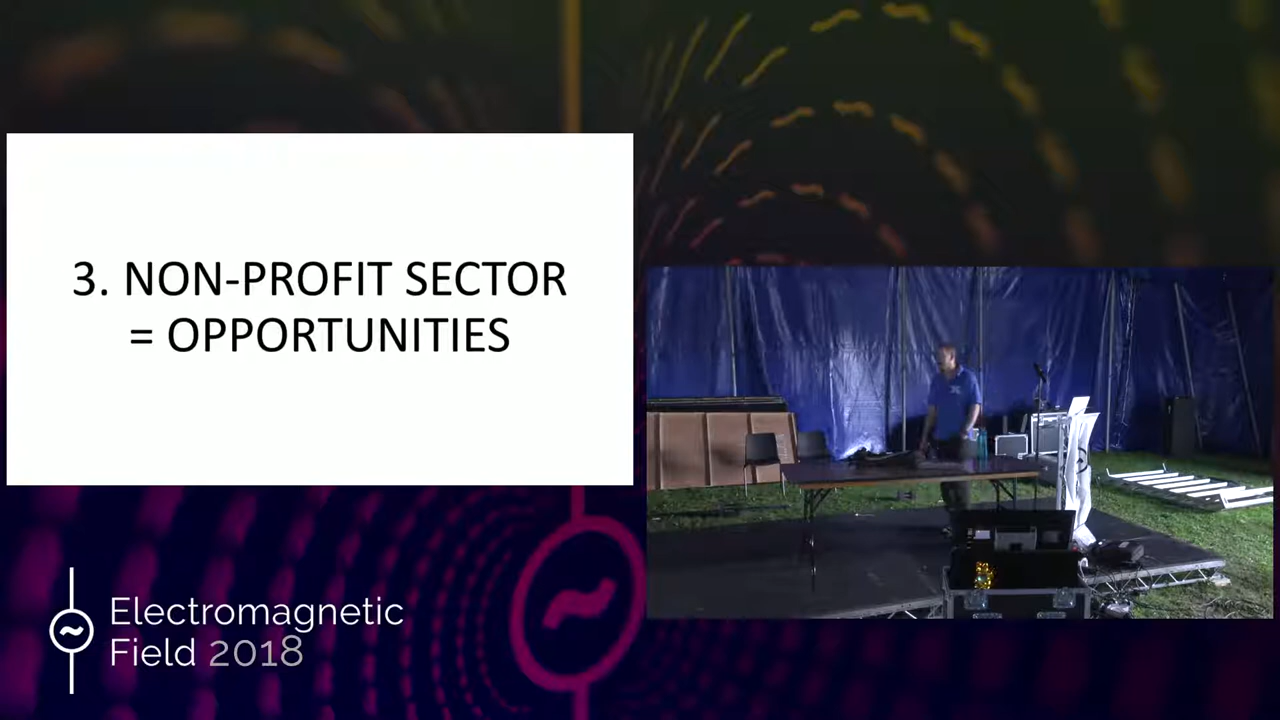 3. NON-PROFIT SECTOR
= OPPORTUNITIES
Electromagnetic
Field 2018